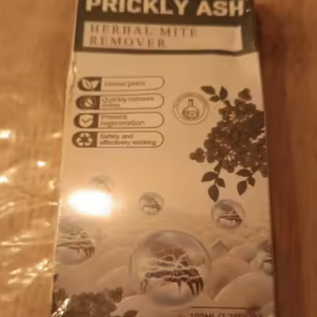 PRICKLY ASH
HERBAL MITE
REMOVER
Quickly removes
mites
Prevent
regeneration
Safety and
effectively working